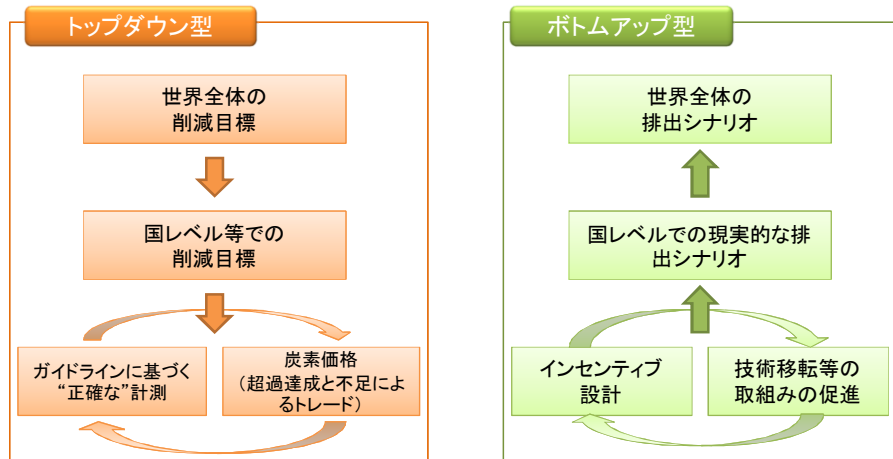 トップダウン型
世界全体の
削減目標
国レベル等での
削減目標
ガイドラインに基づく
“正確な”計測
炭素価格
（超過達成と不足によ
るトレード）
ボトムアップ型
世界全体の
排出シナリオ
国レベルでの現実的な排
出シナリオ
インセンティブ
設計
技術移転等の
取組みの促進